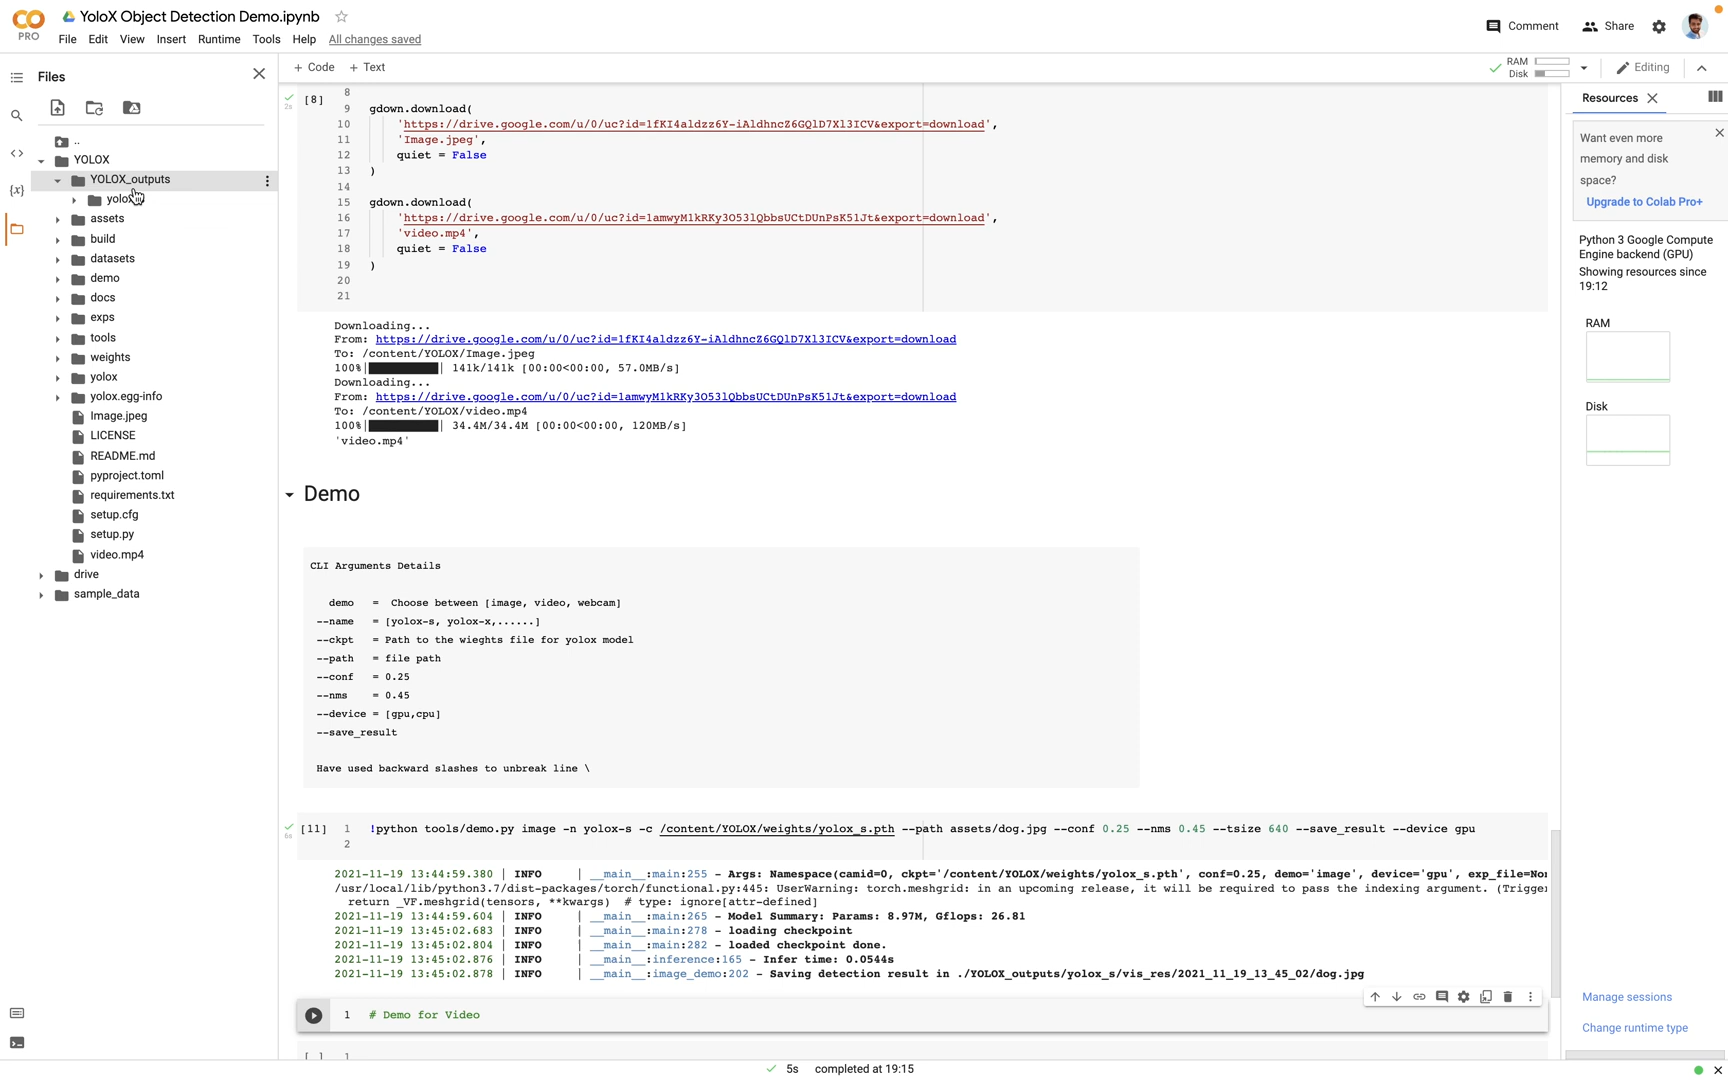 YoloX Object Detection Demo.ipynb
PRO
File Edit View Insert Runtime Tools Help All changes saved
Comment Share
Files
+ Code + Text
RAM
Disk
Editing
..
YOLOX
YOLOX_outputs
assets
build
datasets
demo
docs
exps
tools
weights
yolox
yolox.egg-info
Image.jpeg
LICENSE
README.md
pyproject.toml
requirements.txt
setup.cfg
setup.py
video.mp4
drive
sample_data
{x}
[8]
2s
8
9 gdown.download(
10 'https://drive.google.com/u/0/uc?id=1fKI4aldzz6Y-iAldhncZ6GQlD7Xl3ICV&export=download',
11 'Image.jpeg',
12 quiet = False
13 )
14
15 gdown.download(
16 'https://drive.google.com/u/0/uc?id=1amwyM1kRKy3O53lQbbsUCtDUnPsK51Jt&export=download',
17 'video.mp4',
18 quiet = False
19 )
20
21
Downloading...
From: https://drive.google.com/u/0/uc?id=1fKI4aldzz6Y-iAldhncZ6GQlD7Xl3ICV&export=download
To: /content/YOLOX/Image.jpeg
100%| | 141k/141k [00:00<00:00, 57.0MB/s]
Downloading...
From: https://drive.google.com/u/0/uc?id=1amwyM1kRKy3O53lQbbsUCtDUnPsK51Jt&export=download
To: /content/YOLOX/video.mp4
100%| | 34.4M/34.4M [00:00<00:00, 120MB/s]
'video.mp4'
Demo
CLI Arguments Details
demo = Choose between [image, video, webcam]
--name = [yolox-s, yolox-x,......]
--ckpt = Path to the wieghts file for yolox model
--path = file path
--conf = 0.25
--nms = 0.45
--device = [gpu,cpu]
--save_result
Have used backward slashes to unbreak line \
6s
[11] 1 !python tools/demo.py image -n yolox-s -c /content/YOLOX/weights/yolox_s.pth --path assets/dog.jpg --conf 0.25 --nms 0.45 --tsize 640 --save_result --device gpu
2
2021-11-19 13:44:59.380 | INFO | __main__:main:255 - Args: Namespace(camid=0, ckpt='/content/YOLOX/weights/yolox_s.pth', conf=0.25, demo='image', device='gpu', exp_file=Non
/usr/local/lib/python3.7/dist-packages/torch/functional.py:445: UserWarning: torch.meshgrid: in an upcoming release, it will be required to pass the indexing argument. (Trigger
return _VF.meshgrid(tensors, **kwargs) # type: ignore[attr-defined]
2021-11-19 13:44:59.604 | INFO | __main__:main:265 - Model Summary: Params: 8.97M, Gflops: 26.81
2021-11-19 13:45:02.683 | INFO | __main__:main:278 - loading checkpoint
2021-11-19 13:45:02.804 | INFO | __main__:main:282 - loaded checkpoint done.
2021-11-19 13:45:02.876 | INFO | __main__:inference:165 - Infer time: 0.0544s
2021-11-19 13:45:02.878 | INFO | __main__:image_demo:202 - Saving detection result in ./YOLOX_outputs/yolox_s/vis_res/2021_11_19_13_45_02/dog.jpg
1 # Demo for Video
[ ] 1
Resources
Want even more
memory and disk
space?
Upgrade to Colab Pro+
Python 3 Google Compute
Engine backend (GPU)
Showing resources since
19:12
RAM
Disk
Manage sessions
Change runtime type
5s completed at 19:15